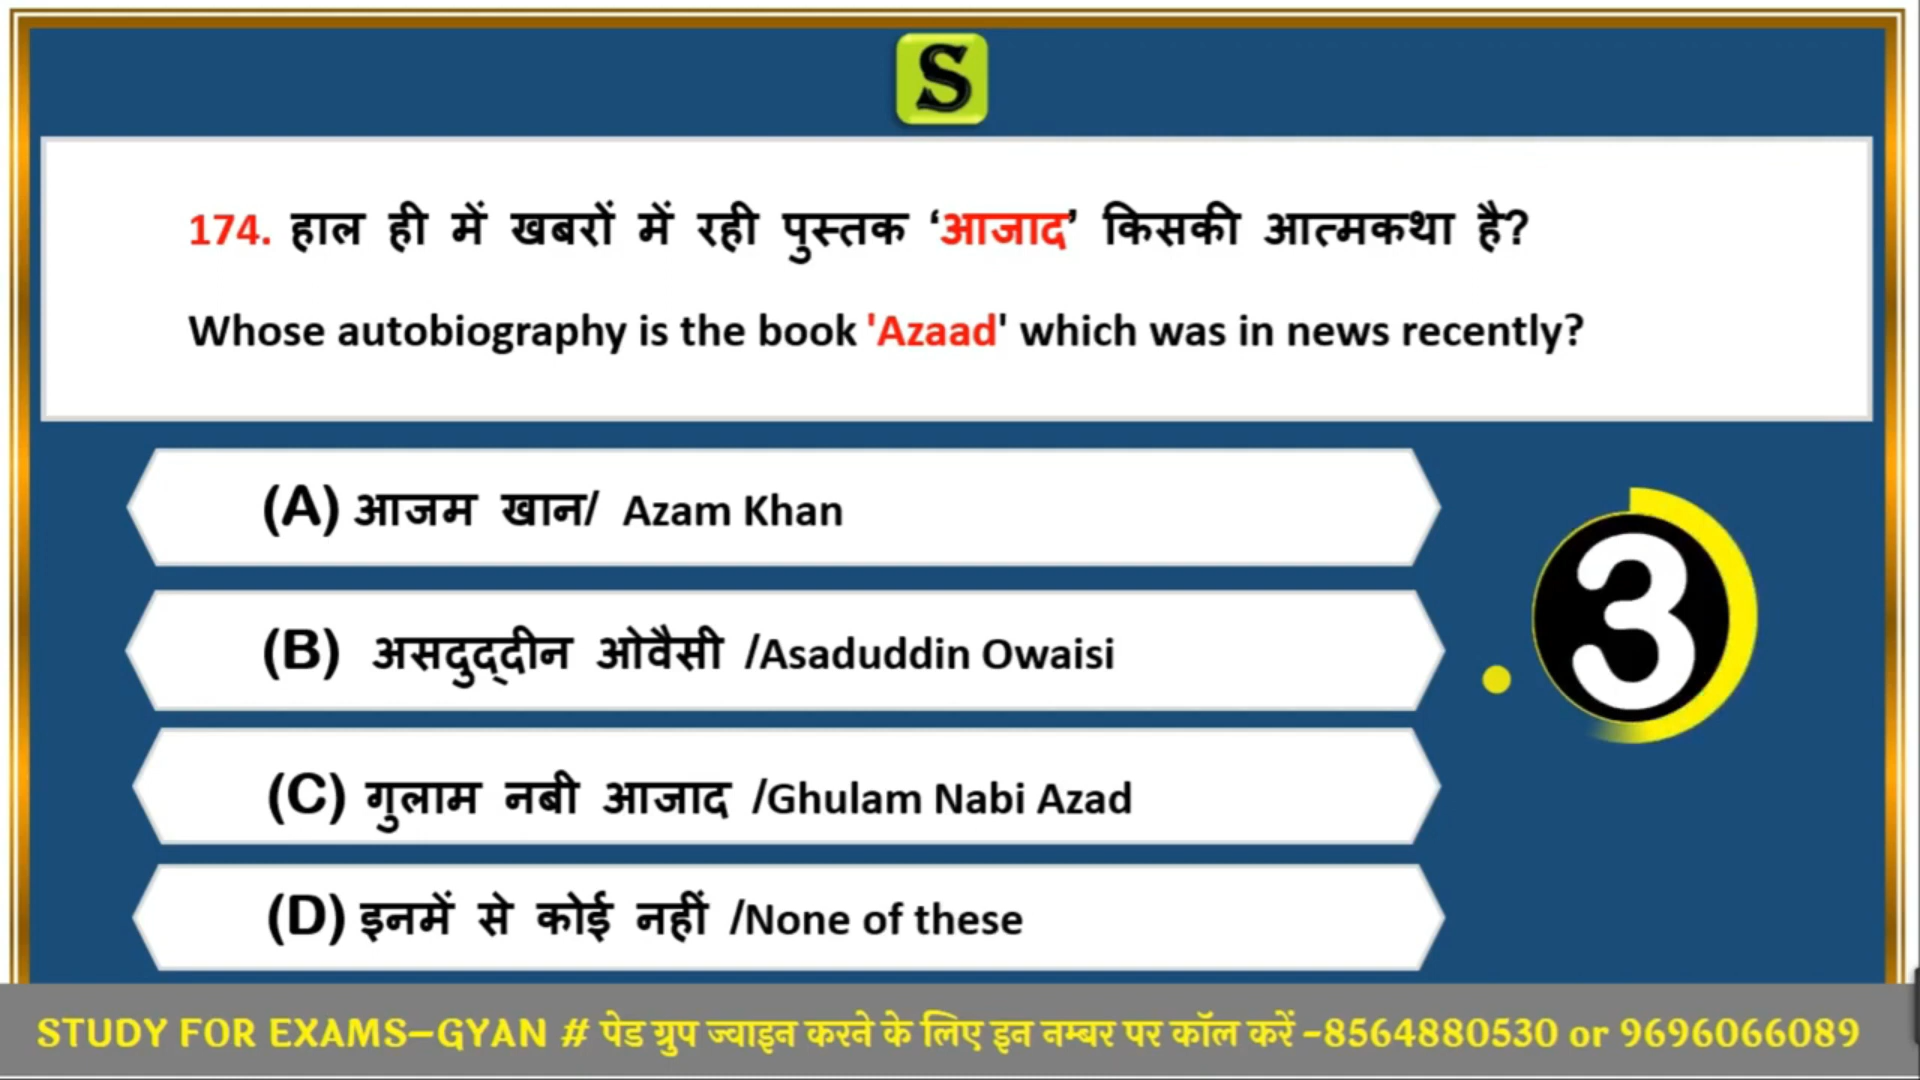 S
174. हाल ही में खबरों में रही पुस्तक ‘आजाद’ किसकी आत्मकथा है?
Whose autobiography is the book 'Azaad' which was in news recently?
(A) आजम खान/ Azam Khan
(B) असदुद्दीन ओवैसी /Asaduddin Owaisi
3
(C) गुलाम नबी आजाद /Ghulam Nabi Azad
(D) इनमें से कोई नहीं /None of these
STUDY FOR EXAMS–GYAN # पेड ग्रुप ज्वाइन करने के लिए इन नम्बर पर कॉल करें -8564880530 or 9696066089